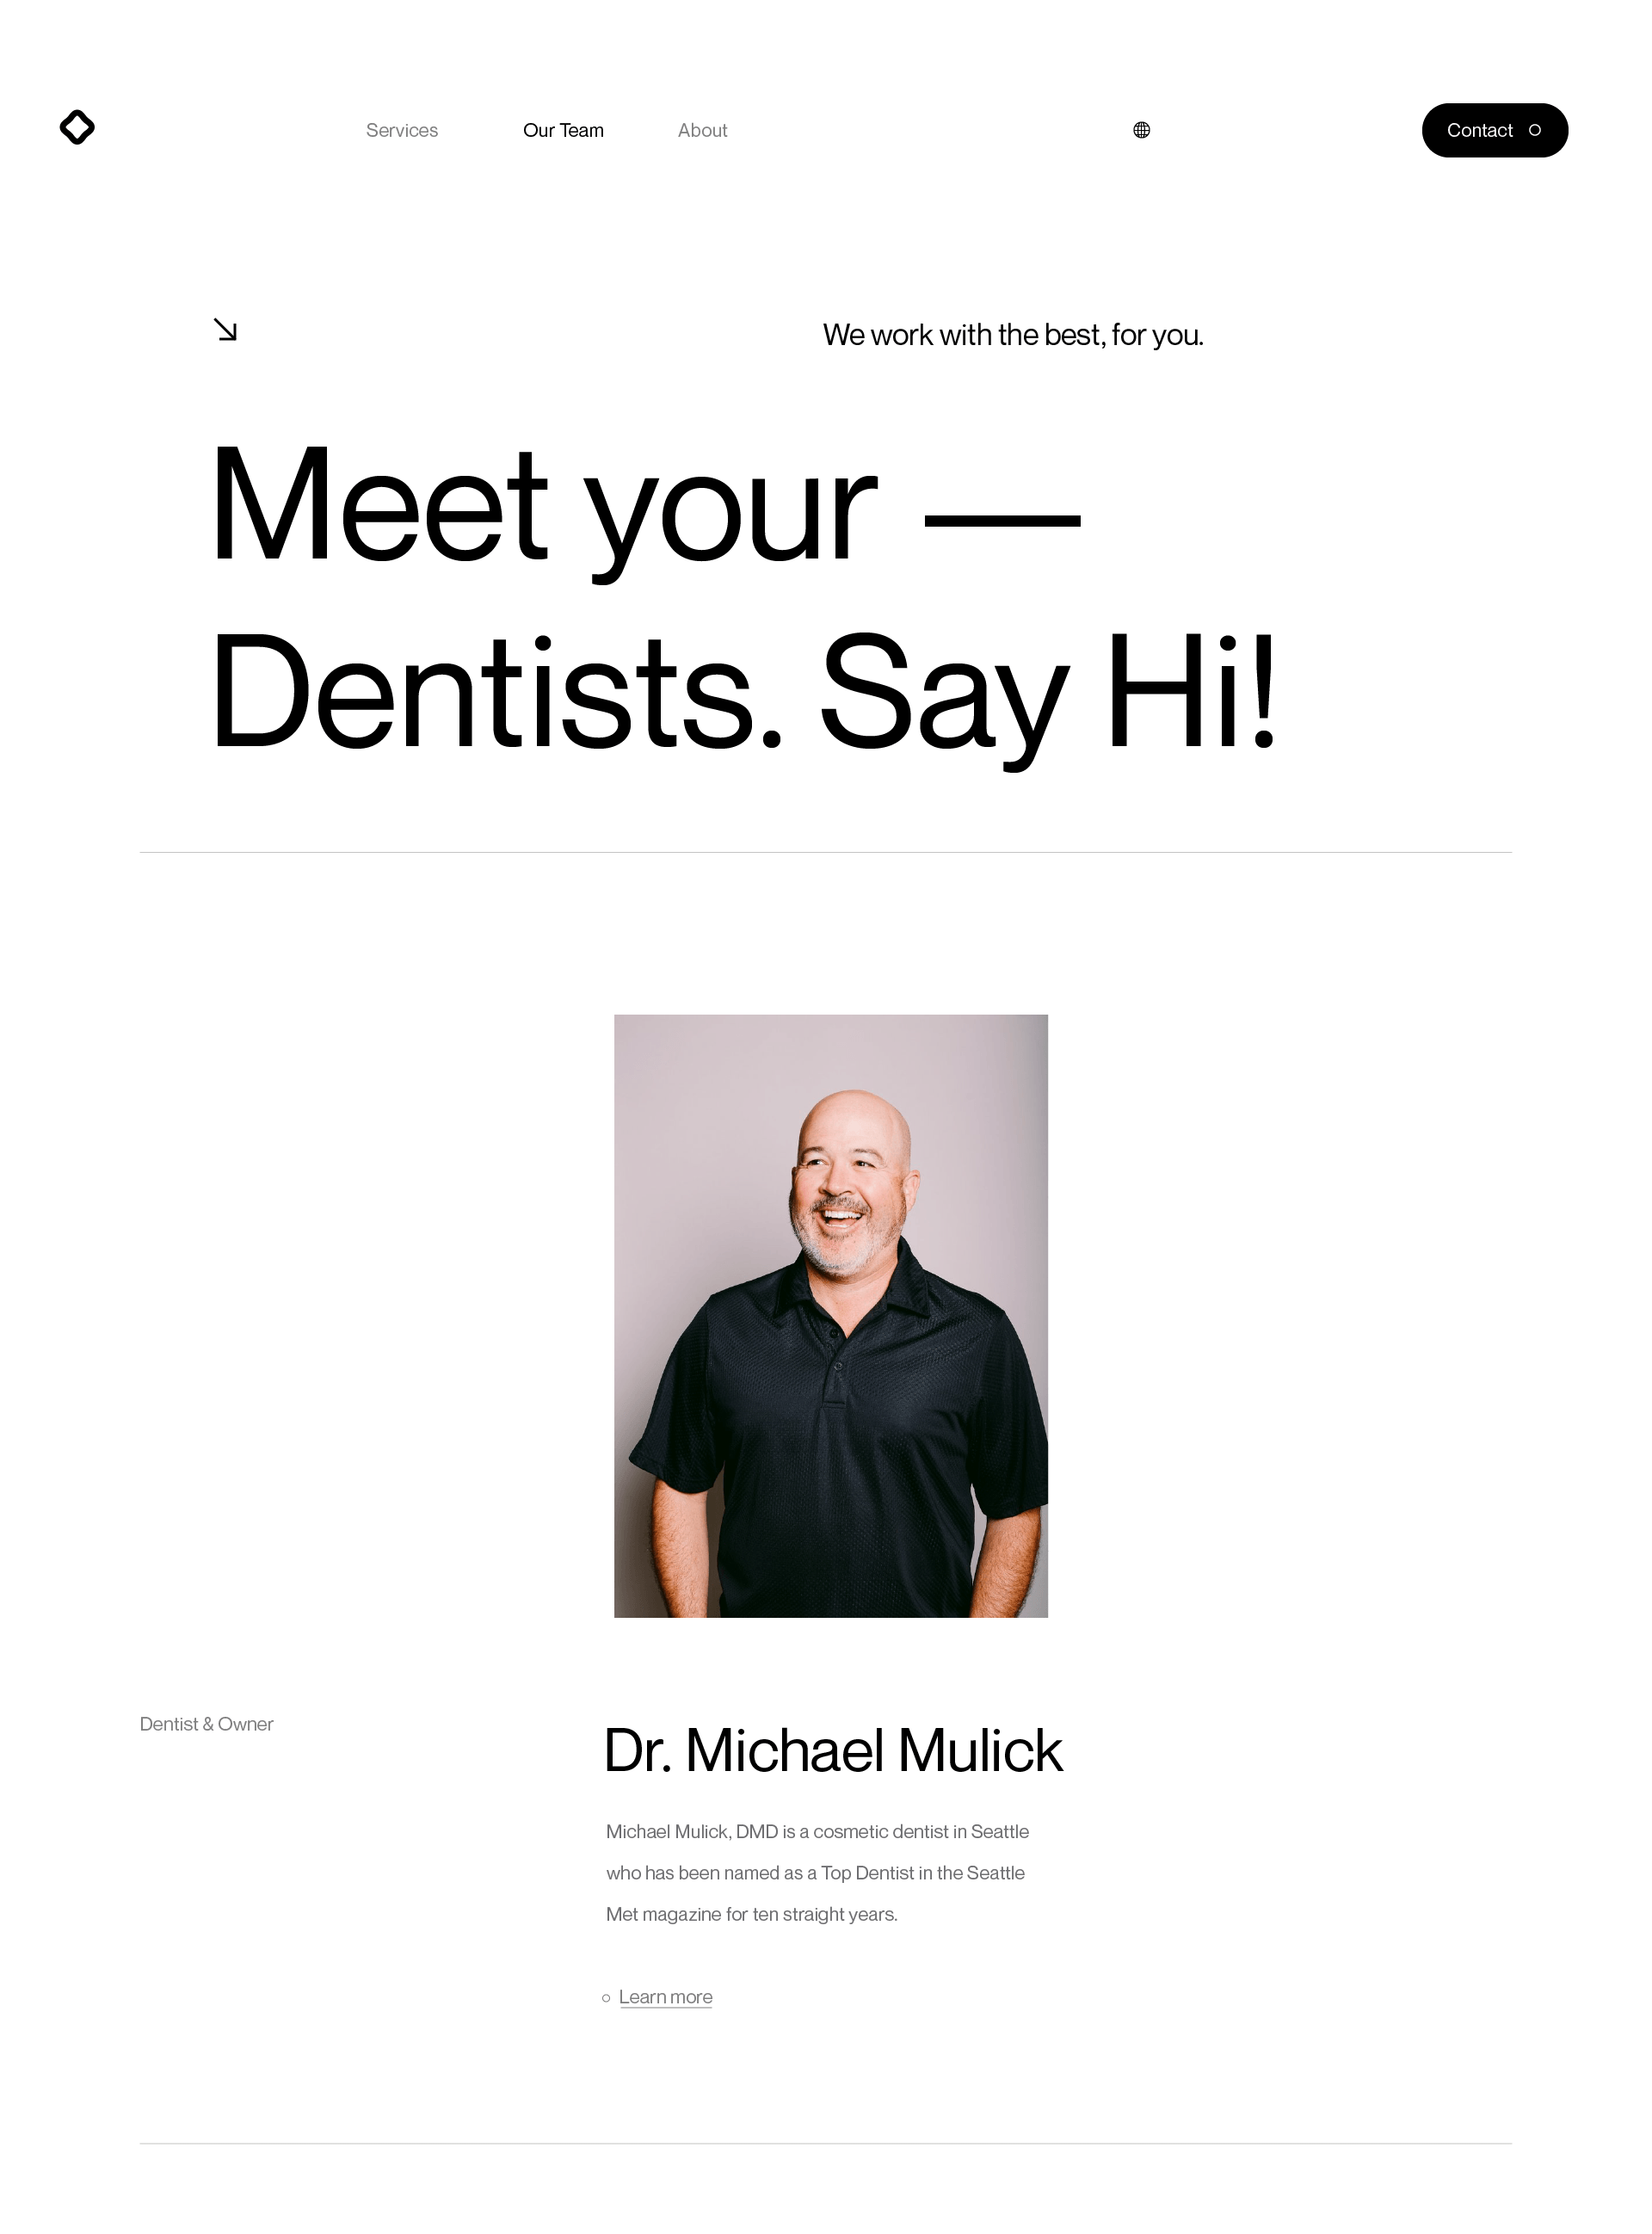 Services
Our Team
About
Contact
We work with the best, for you.
Meet your —
Dentists. Say Hi!
Dentist & Owner
Dr. Michael Mulick
Michael Mulick, DMD is a cosmetic dentist in Seattle
who has been named as a Top Dentist in the Seattle
Met magazine for ten straight years.
Learn more